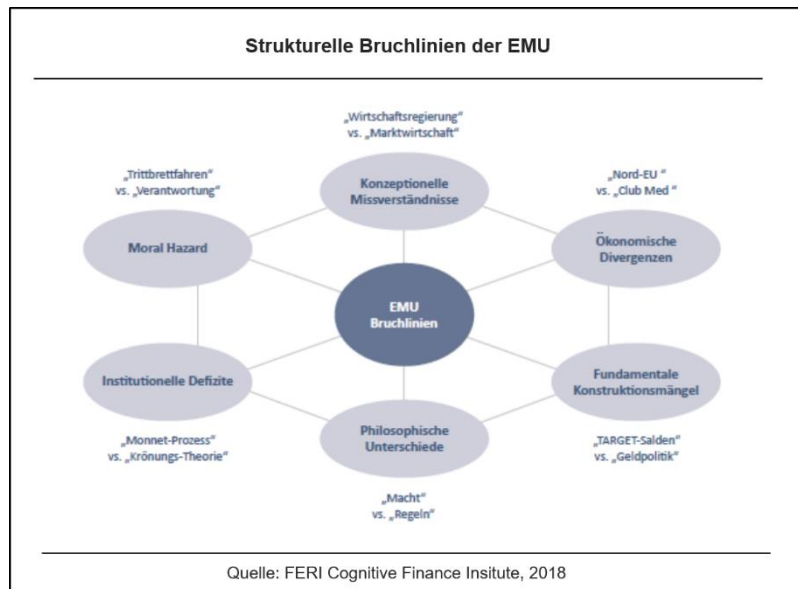 Strukturelle Bruchlinien der EMU
„Wirtschaftsregierung“
vs. „Marktwirtschaft“
„Trittbrettfahren“
vs. „Verantwortung“
„Nord-EU “
vs. „Club Med “
Konzeptionelle
Missverständnisse
Moral Hazard
Ökonomische
Divergenzen
EMU
Bruchlinien
Institutionelle Defizite
Fundamentale
Konstruktionsmängel
Philosophische
Unterschiede
„Monnet-Prozess“
vs. „Krönungs-Theorie“
„TARGET-Salden“
vs. „Geldpolitik“
„Macht“
vs. „Regeln“
Quelle: FERI Cognitive Finance Insitute, 2018